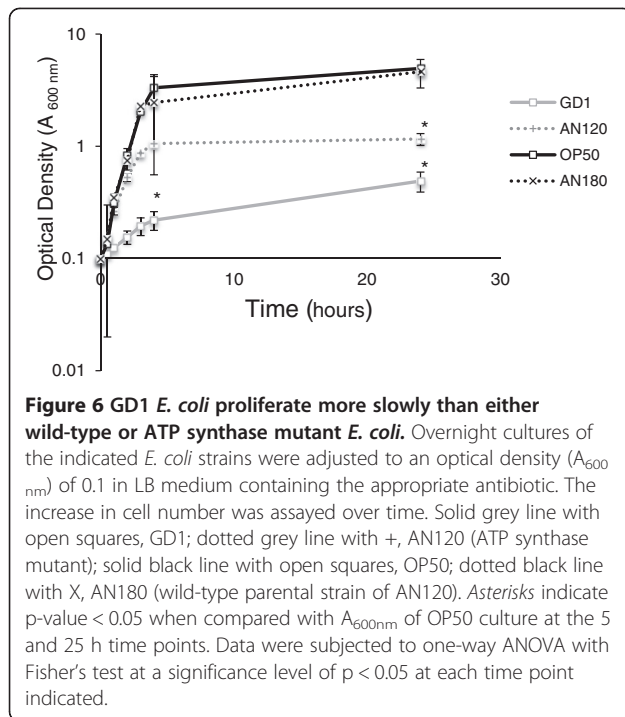 10
1
0.1
0.01
Optical Density (A 600 nm)
0 10 20 30
Time (hours)
*
*
*
GD1
AN120
OP50
AN180
Figure 6 GD1 E. coli proliferate more slowly than either
wild-type or ATP synthase mutant E. coli. Overnight cultures of
the indicated E. coli strains were adjusted to an optical density (A600
nm) of 0.1 in LB medium containing the appropriate antibiotic. The
increase in cell number was assayed over time. Solid grey line with
open squares, GD1; dotted grey line with +, AN120 (ATP synthase
mutant); solid black line with open squares, OP50; dotted black line
with X, AN180 (wild-type parental strain of AN120). Asterisks indicate
p-value < 0.05 when compared with A600nm of OP50 culture at the 5
and 25 h time points. Data were subjected to one-way ANOVA with
Fisher's test at a significance level of p < 0.05 at each time point
indicated.